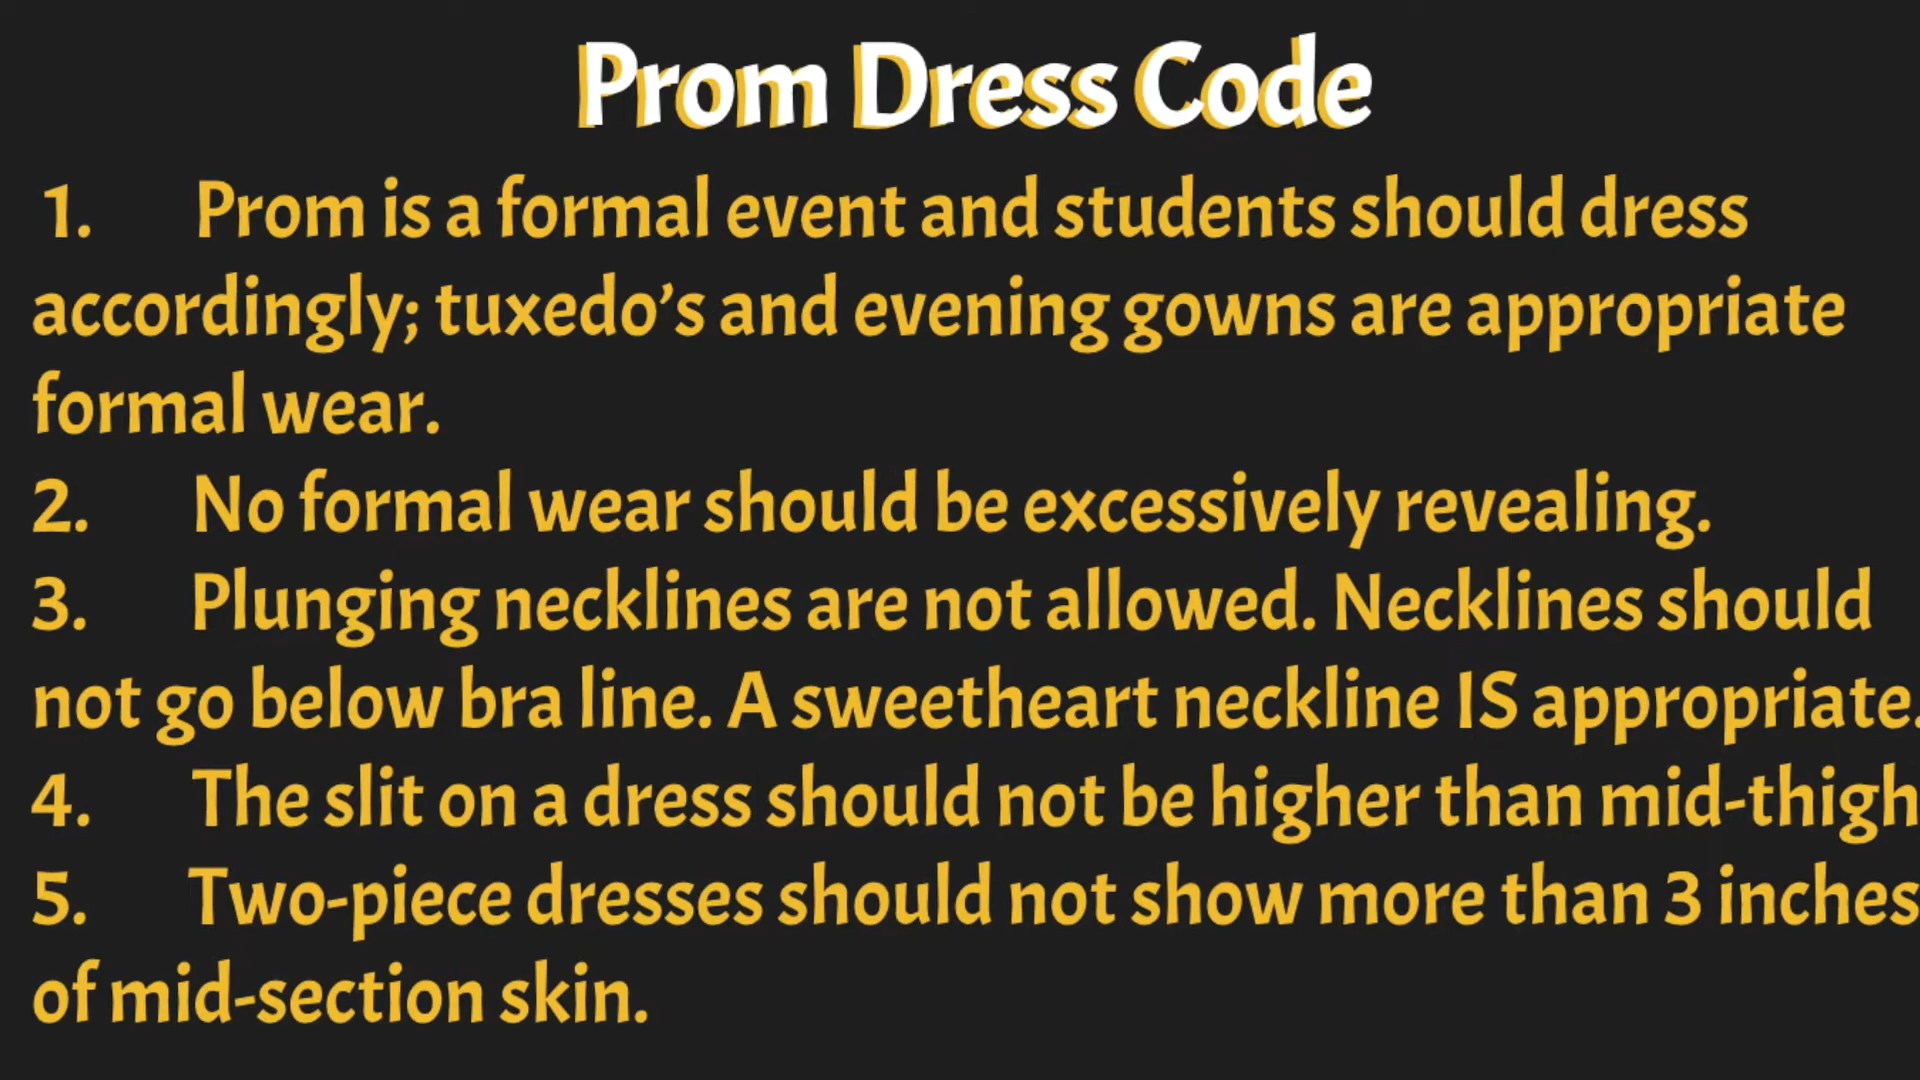 Prom Dress Code
1. Prom is a formal event and students should dress
accordingly; tuxedo’s and evening gowns are appropriate
formal wear.
2. No formal wear should be excessively revealing.
3. Plunging necklines are not allowed. Necklines should
not go below bra line. A sweetheart neckline IS appropriate.
4. The slit on a dress should not be higher than mid-thigh
5. Two-piece dresses should not show more than 3 inches
of mid-section skin.